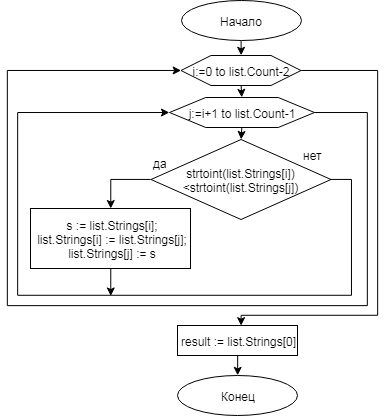 Начало
j:=0 to list.Count-2
j:=i+1 to list.Count-1
да
нет
strtoint(list.Strings[i])
<strtoint(list.Strings[j])
s := list.Strings[i];
list.Strings[i] := list.Strings[j];
list.Strings[j] := s
result := list.Strings[0]
Конец